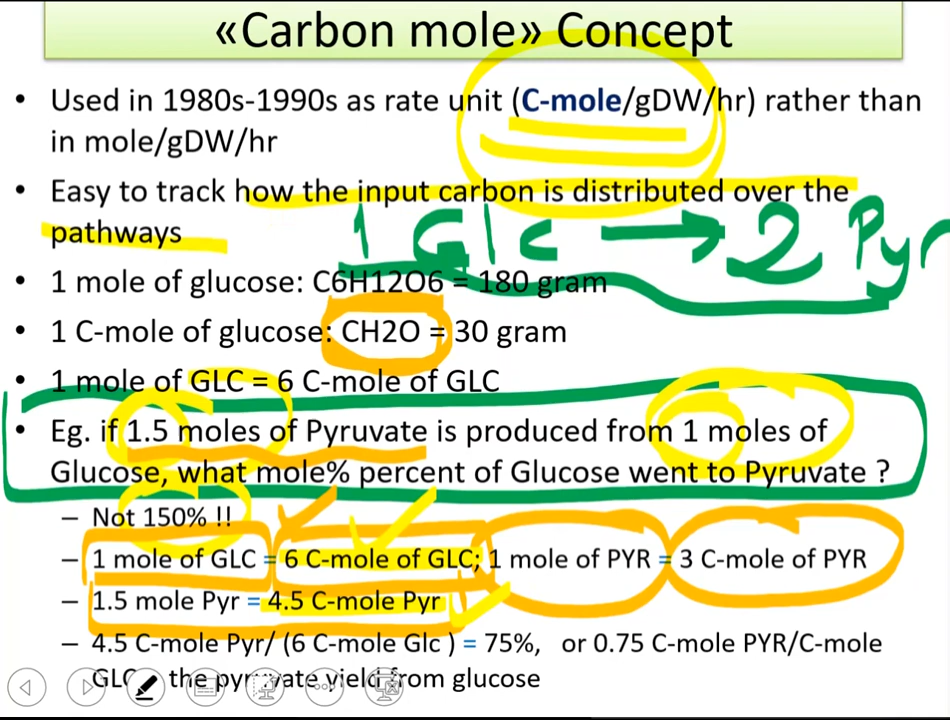 «Carbon mole» Concept
• Used in 1980s-1990s as rate unit (C-mole/gDW/hr) rather than
in mole/gDW/hr
• Easy to track how the input carbon is distributed over the
pathways
1 Glc → 2 Pyr
• 1 mole of glucose: C6H12O6 = 180 gram
• 1 C-mole of glucose: CH2O = 30 gram
• 1 mole of GLC = 6 C-mole of GLC
• Eg. if 1.5 moles of Pyruvate is produced from 1 moles of
Glucose, what mole% percent of Glucose went to Pyruvate ?
– Not 150% !!
– 1 mole of GLC = 6 C-mole of GLC; 1 mole of PYR = 3 C-mole of PYR
– 1.5 mole Pyr = 4.5 C-mole Pyr
– 4.5 C-mole Pyr/ (6 C-mole Glc ) = 75%, or 0.75 C-mole PYR/C-mole
GLC the pyruvate yield from glucose